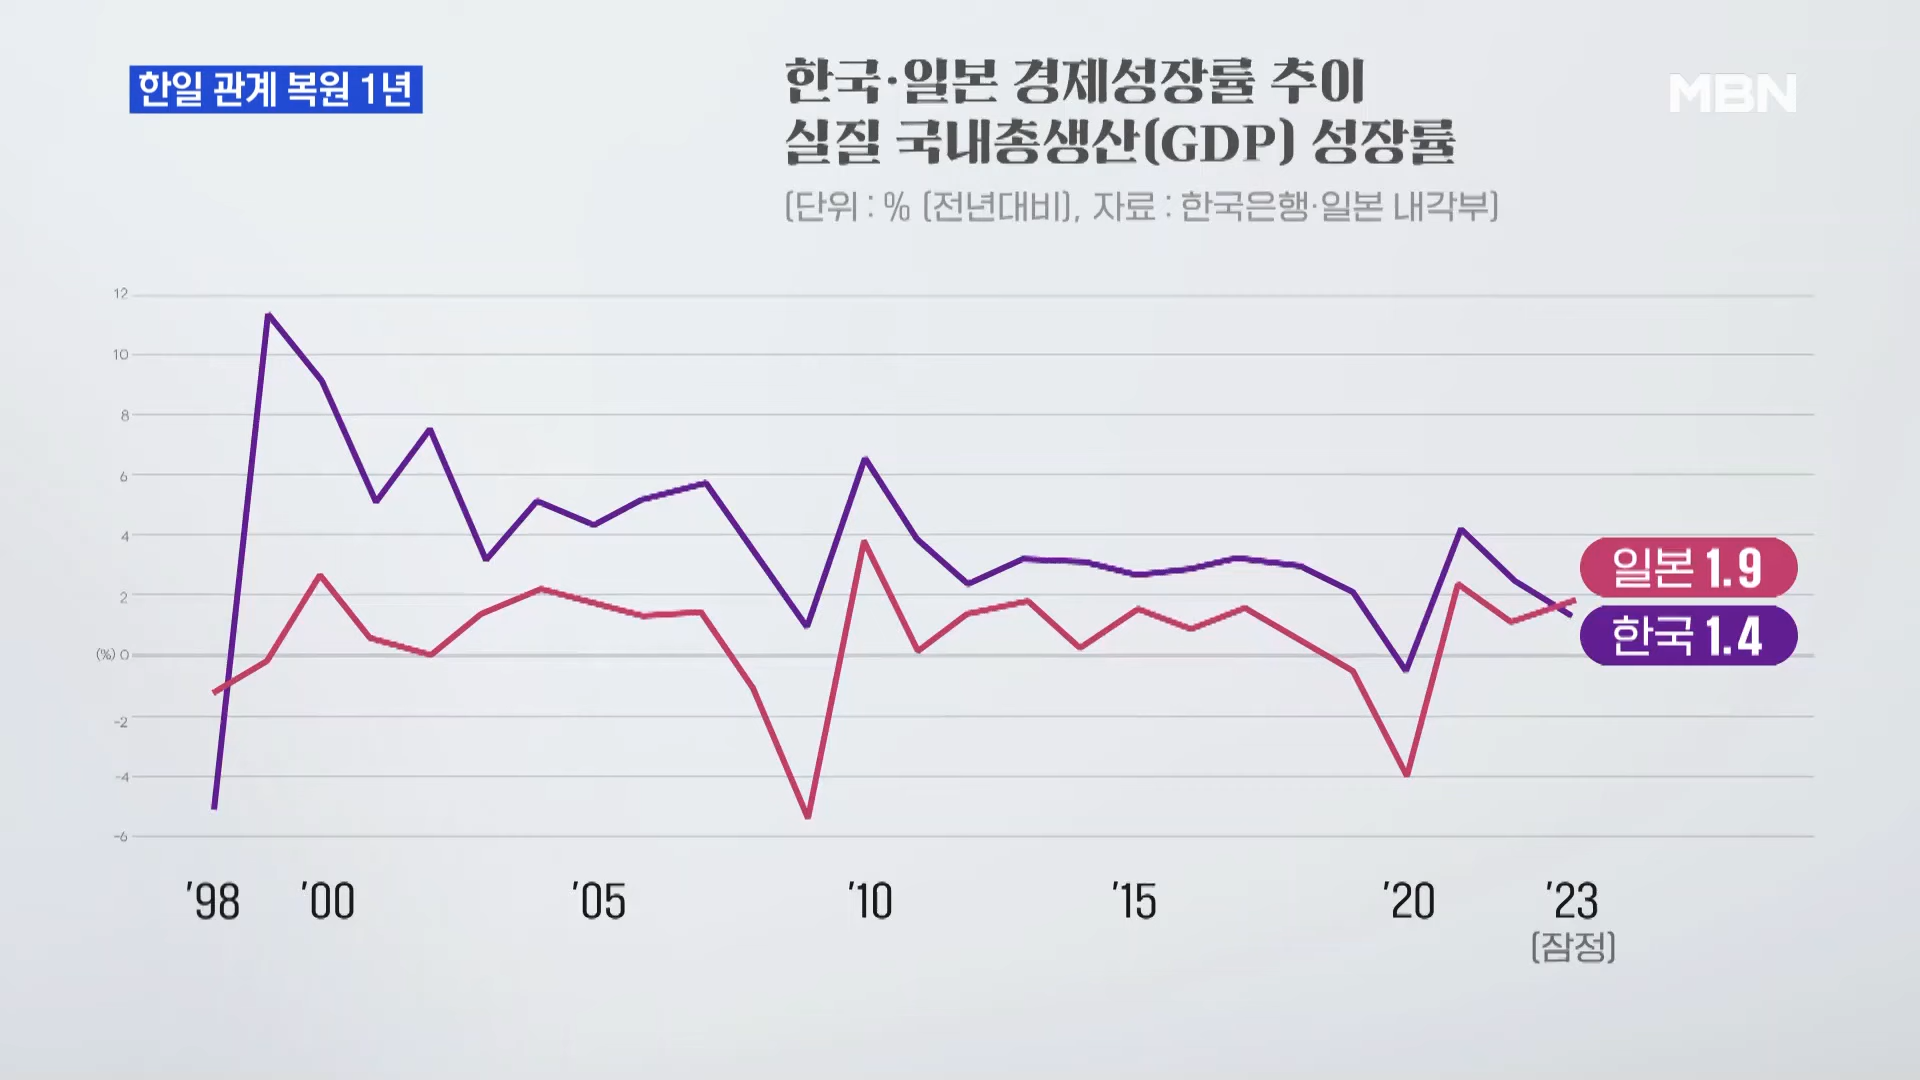 한일 관계 복원 1년
한국·일본 경제성장률 추이
실질 국내총생산(GDP) 성장률
(단위 : % (전년대비), 자료 : 한국은행·일본 내각부)
MBN
12
10
8
6
4
2
(%) 0
-2
-4
-6
일본 1.9
한국 1.4
'98 '00 '05 '10 '15 '20 '23
(잠정)